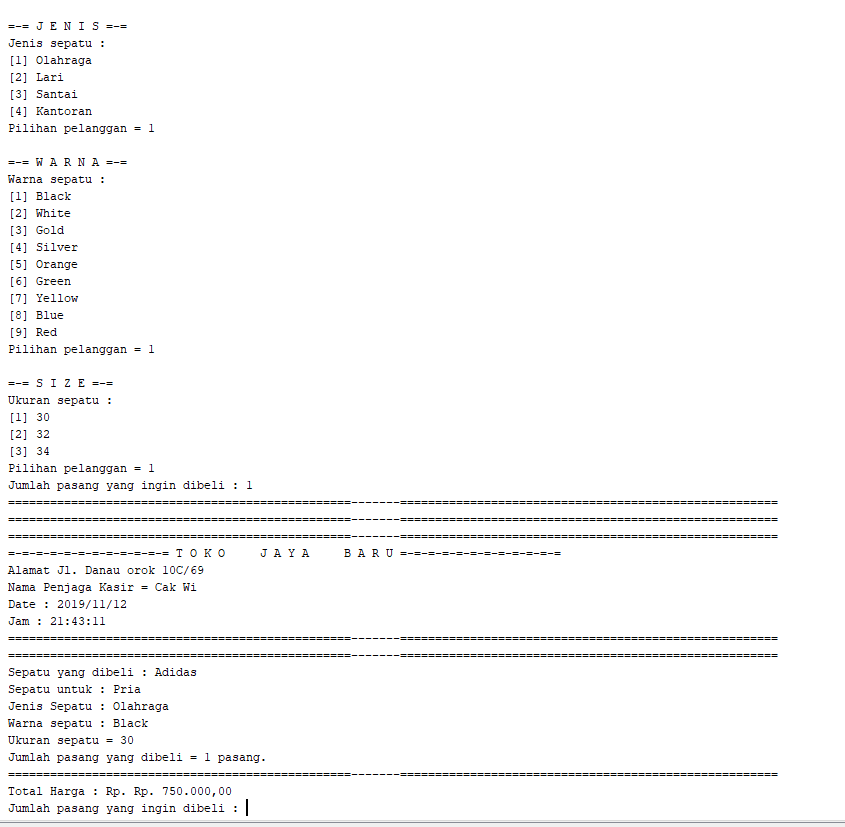 =-= J E N I S =-=
Jenis sepatu :
[1] Olahraga
[2] Lari
[3] Santai
[4] Kantoran
Pilihan pelanggan = 1
=-= W A R N A =-=
Warna sepatu :
[1] Black
[2] White
[3] Gold
[4] Silver
[5] Orange
[6] Green
[7] Yellow
[8] Blue
[9] Red
Pilihan pelanggan = 1
=-= S I Z E =-=
Ukuran sepatu :
[1] 30
[2] 32
[3] 34
Pilihan pelanggan = 1
Jumlah pasang yang ingin dibeli : 1
=================================================-------======================================================
=================================================-------======================================================
=================================================-------======================================================
=-=-=-=-=-=-=-=-=-=-=-= T O K O     J A Y A     B A R U =-=-=-=-=-=-=-=-=-=-=-=
Alamat Jl. Danau orok 10C/69
Nama Penjaga Kasir = Cak Wi
Date : 2019/11/12
Jam : 21:43:11
=================================================-------======================================================
=================================================-------======================================================
Sepatu yang dibeli : Adidas
Sepatu untuk : Pria
Jenis Sepatu : Olahraga
Warna sepatu : Black
Ukuran sepatu = 30
Jumlah pasang yang dibeli = 1 pasang.
=================================================-------======================================================
Total Harga : Rp. Rp. 750.000,00
Jumlah pasang yang ingin dibeli :